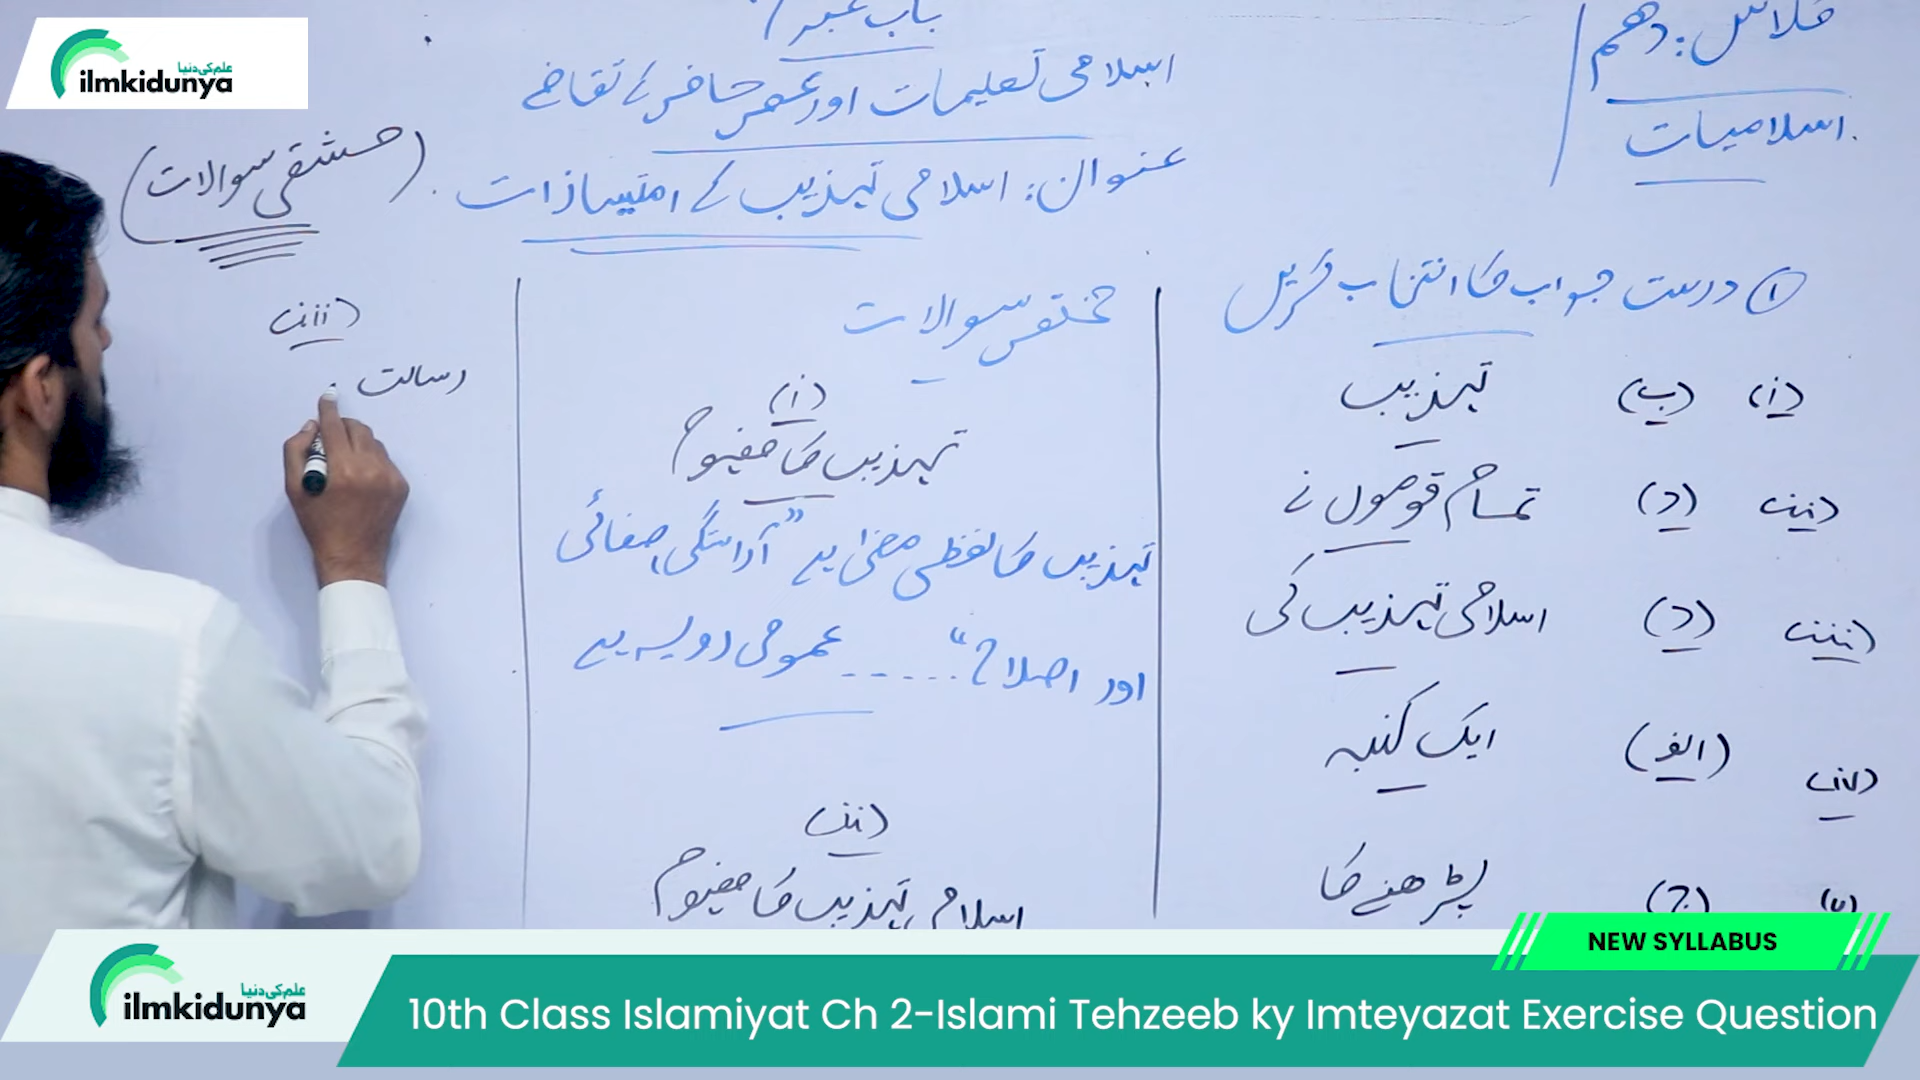 علم کی دنیا
ilmkidunya
باب نمبر
کلاس: دهم
اسلامیات
اسلامی تعلیمات اور عصر حاضر کے تقاضے
عنوان: اسلامی تہذیب کے امتیازات
(مشقی سوالات)
① درست جواب کا انتخاب کریں
(i) (ب) تہذیب
(ii) (د) تمام قوموں نے
(iii) (د) اسلامی تہذیب کی
(iv) (الف) ایک کنبہ
(v) (ج) پڑھنے کا
مختصر سوالات
(i)
تہذیب کا مفہوم
تہذیب کا لفظی معنیٰ ہے "آراستگی، صفائی
اور اصلاح"...... عمومی رویہ ہے
(ii)
اسلامی تہذیب کا مفہوم
(iii)
رسالت
NEW SYLLABUS
علم کی دنیا
ilmkidunya
10th Class Islamiyat Ch 2-Islami Tehzeeb ky Imteyazat Exercise Question